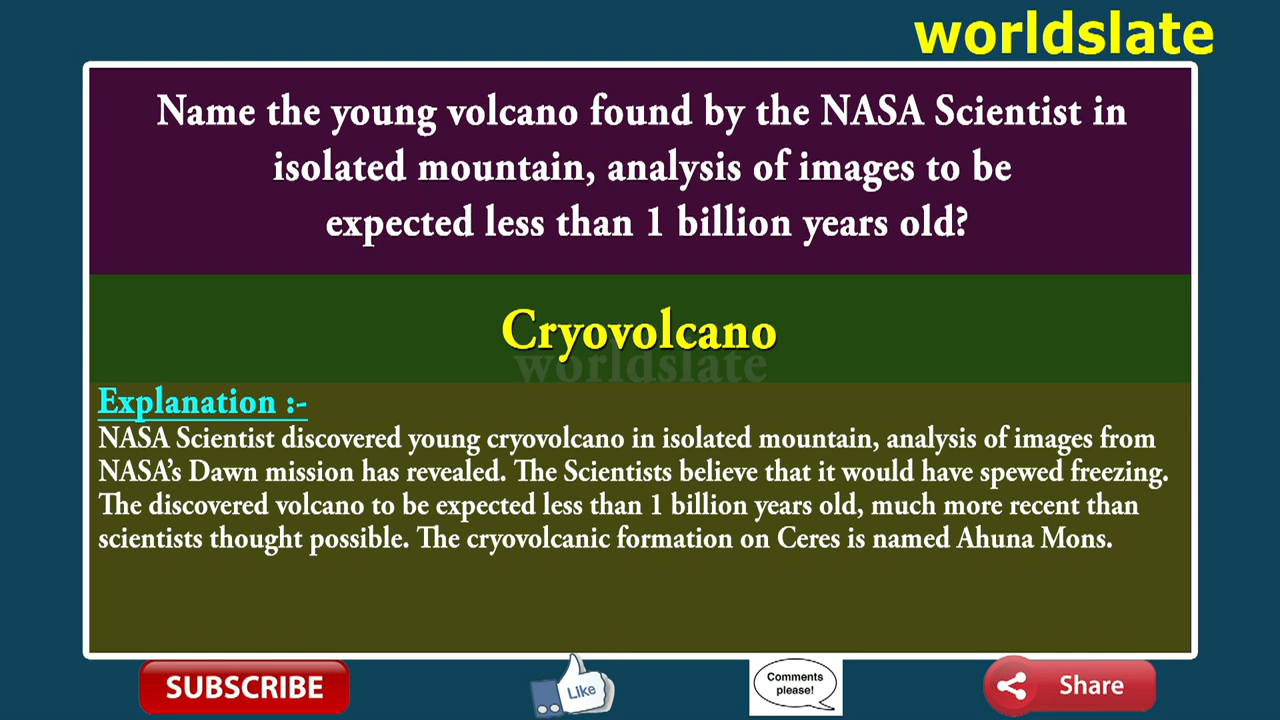 worldslate
Name the young volcano found by the NASA Scientist in
isolated mountain, analysis of images to be
expected less than 1 billion years old?
Cryovolcano
worldslate
Explanation :-
NASA Scientist discovered young cryovolcano in isolated mountain, analysis of images from
NASA's Dawn mission has revealed. The Scientists believe that it would have spewed freezing.
The discovered volcano to be expected less than 1 billion years old, much more recent than
scientists thought possible. The cryovolcanic formation on Ceres is named Ahuna Mons.
SUBSCRIBE
Like
Comments
please!
Share